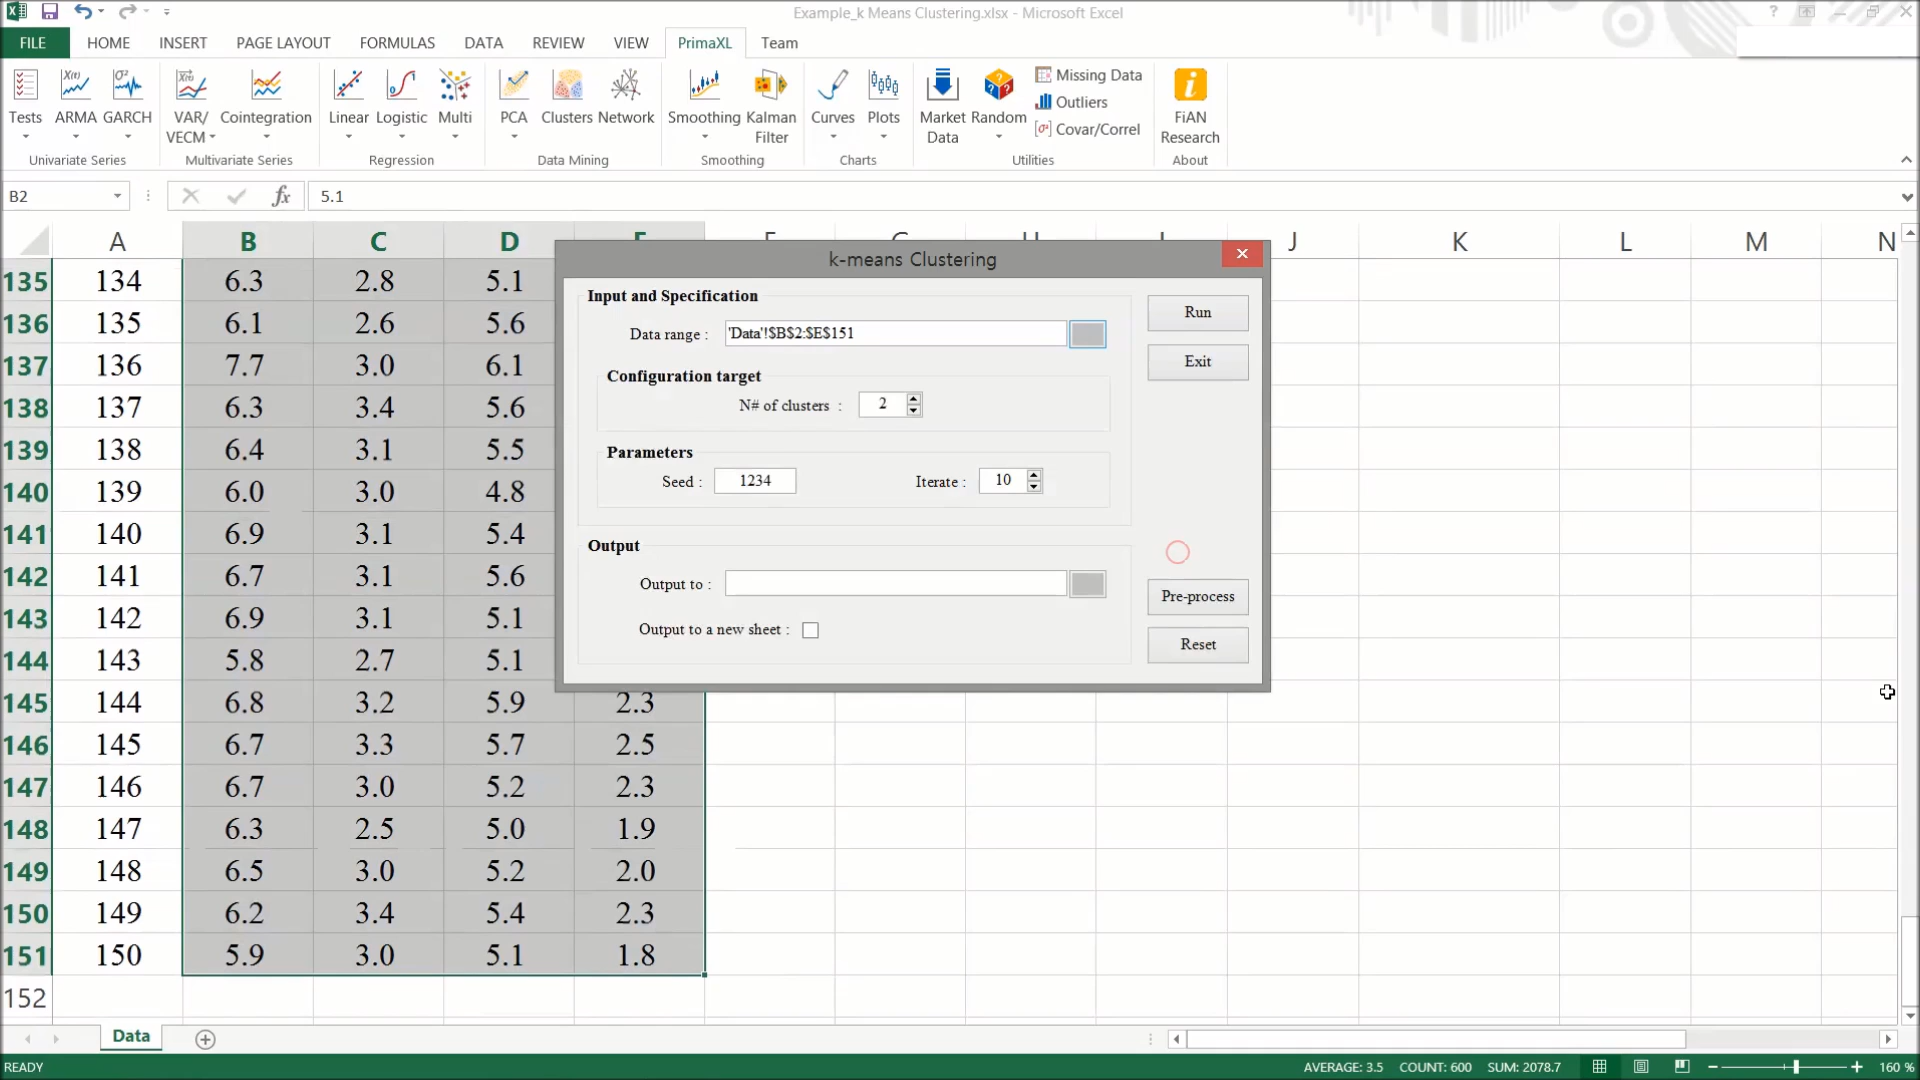 Example_k Means Clustering.xlsx - Microsoft Excel
FILE HOME INSERT PAGE LAYOUT FORMULAS DATA REVIEW VIEW PrimaXL Team
Tests ARMA GARCH VAR/ VECM Cointegration Linear Logistic Multi PCA Clusters Network Smoothing Kalman Filter Curves Plots Market Data Random Missing Data Outliers Covar/Correl FiAN Research
Univariate Series Multivariate Series Regression Data Mining Smoothing Charts Utilities About
B2 fx 5.1
A B C D J K L M N
135 134 6.3 2.8 5.1
136 135 6.1 2.6 5.6
137 136 7.7 3.0 6.1
138 137 6.3 3.4 5.6
139 138 6.4 3.1 5.5
140 139 6.0 3.0 4.8
141 140 6.9 3.1 5.4
142 141 6.7 3.1 5.6
143 142 6.9 3.1 5.1
144 143 5.8 2.7 5.1
145 144 6.8 3.2 5.9 2.3
146 145 6.7 3.3 5.7 2.5
147 146 6.7 3.0 5.2 2.3
148 147 6.3 2.5 5.0 1.9
149 148 6.5 3.0 5.2 2.0
150 149 6.2 3.4 5.4 2.3
151 150 5.9 3.0 5.1 1.8
152
k-means Clustering
Input and Specification
Data range : 'Data'!$B$2:$E$151
Run
Exit
Configuration target
N# of clusters : 2
Parameters
Seed : 1234 Iterate : 10
Output
Output to :
Output to a new sheet :
Pre-process
Reset
Data
READY AVERAGE: 3.5 COUNT: 600 SUM: 2078.7 160 %